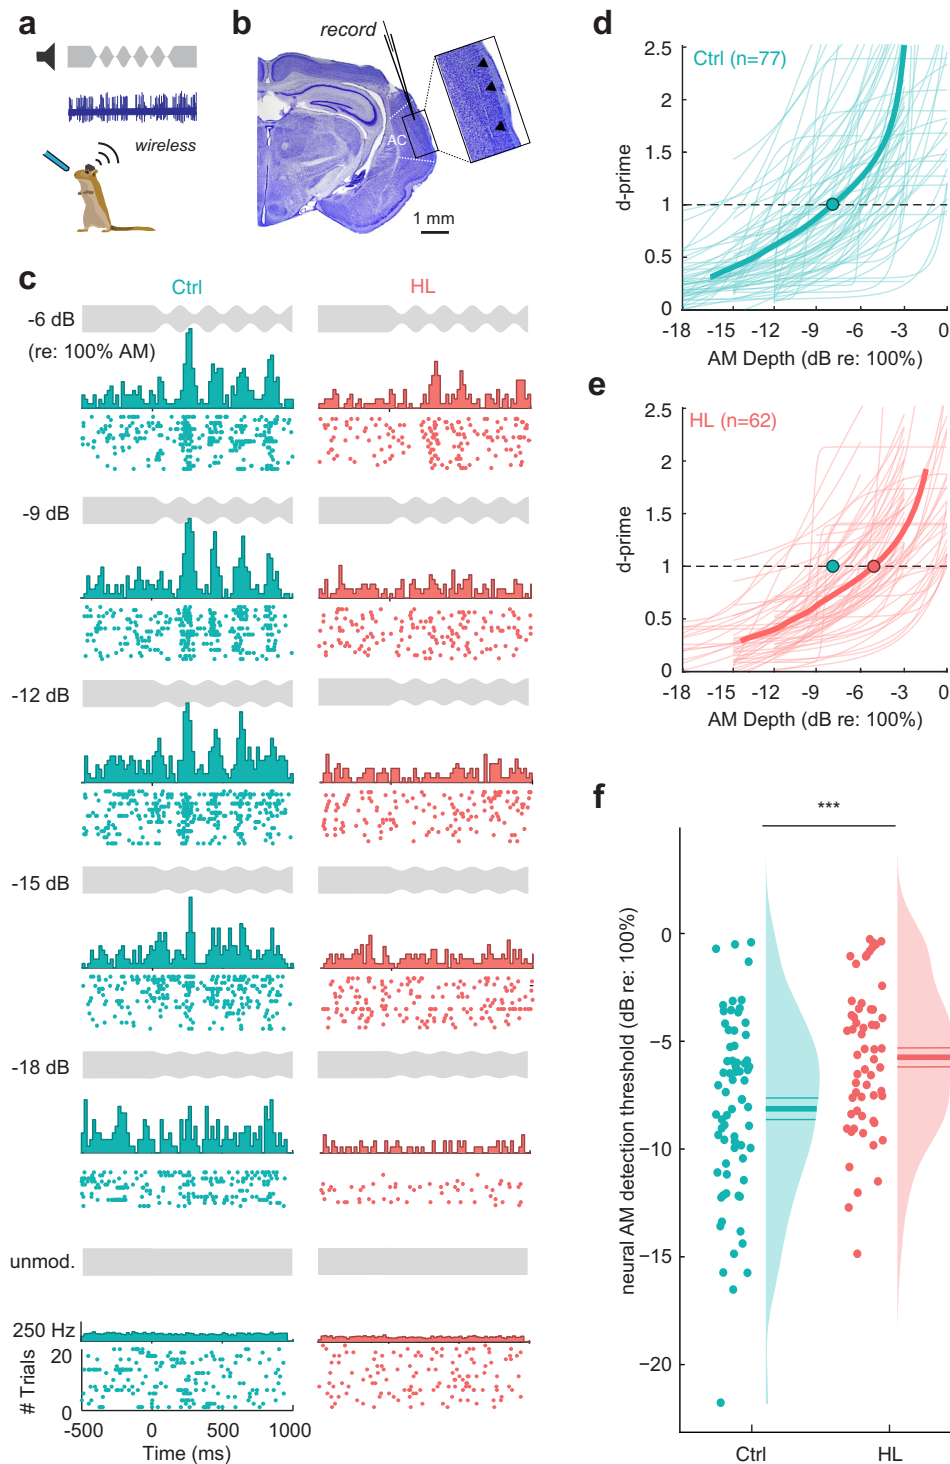 a
wireless
b
record
AC
1 mm
c
Ctrl
HL
-6 dB
(re: 100% AM)
-9 dB
-12 dB
-15 dB
-18 dB
unmod.
250 Hz
20
0
# Trials
-500
0
500
1000
Time (ms)
d
2.5
2
1.5
1
0.5
0
d-prime
Ctrl (n=77)
-18
-15
-12
-9
-6
-3
0
AM Depth (dB re: 100%)
e
2.5
2
1.5
1
0.5
0
d-prime
HL (n=62)
-18
-15
-12
-9
-6
-3
0
AM Depth (dB re: 100%)
f
***
0
−5
−10
−15
−20
neural AM detection threshold (dB re: 100%)
Ctrl
HL